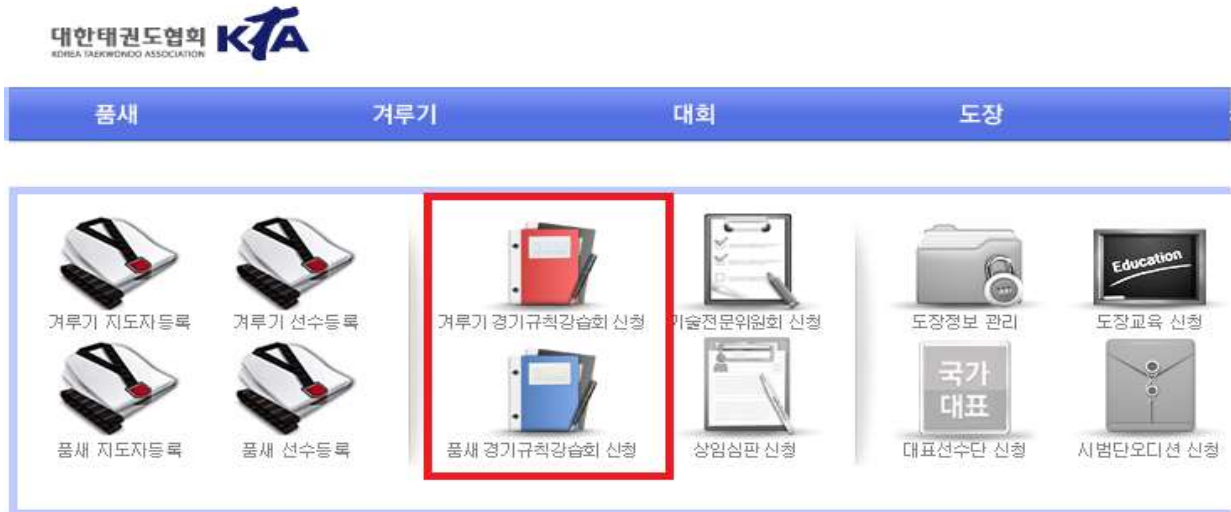 대한태권도협회 KTA
KOREA TAEKWONDO ASSOCIATION
품새 겨루기 대회 도장
Education
겨루기 지도자등록 겨루기 선수등록 겨루기 경기규칙강습회 신청 기술전문위원회 신청 도장정보 관리 도장교육 신청
국가
대표
품새 지도자등록 품새 선수등록 품새 경기규칙강습회 신청 상임심판 신청 대표선수단 신청 시범단오디션 신청